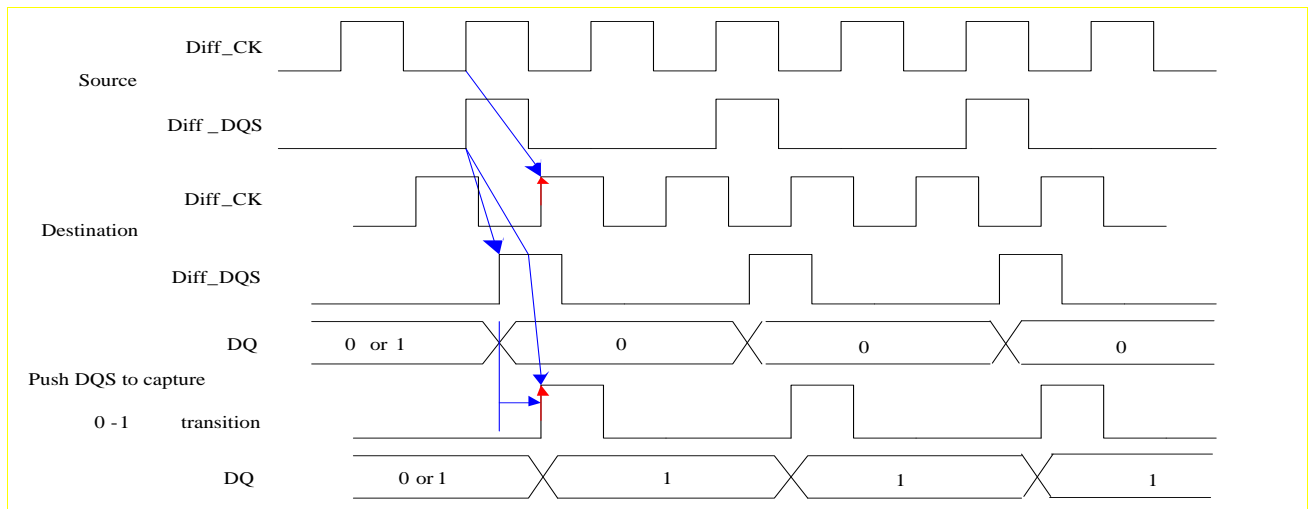 Diff_CK
Source
Diff _ DQS
Diff_CK
Destination
Diff_DQS
DQ 0 or 1 0 0 0
Push DQS to capture
0 -1 transition
DQ 0 or 1 1 1 1